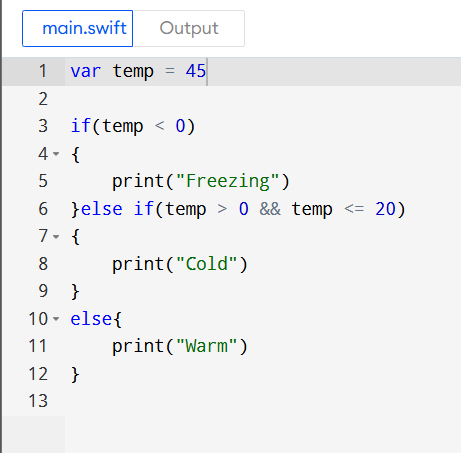 main.swift Output
1 var temp = 45
2
3 if(temp < 0)
4 {
5     print("Freezing")
6 }else if(temp > 0 && temp <= 20)
7 {
8     print("Cold")
9 }
10 else{
11     print("Warm")
12 }
13